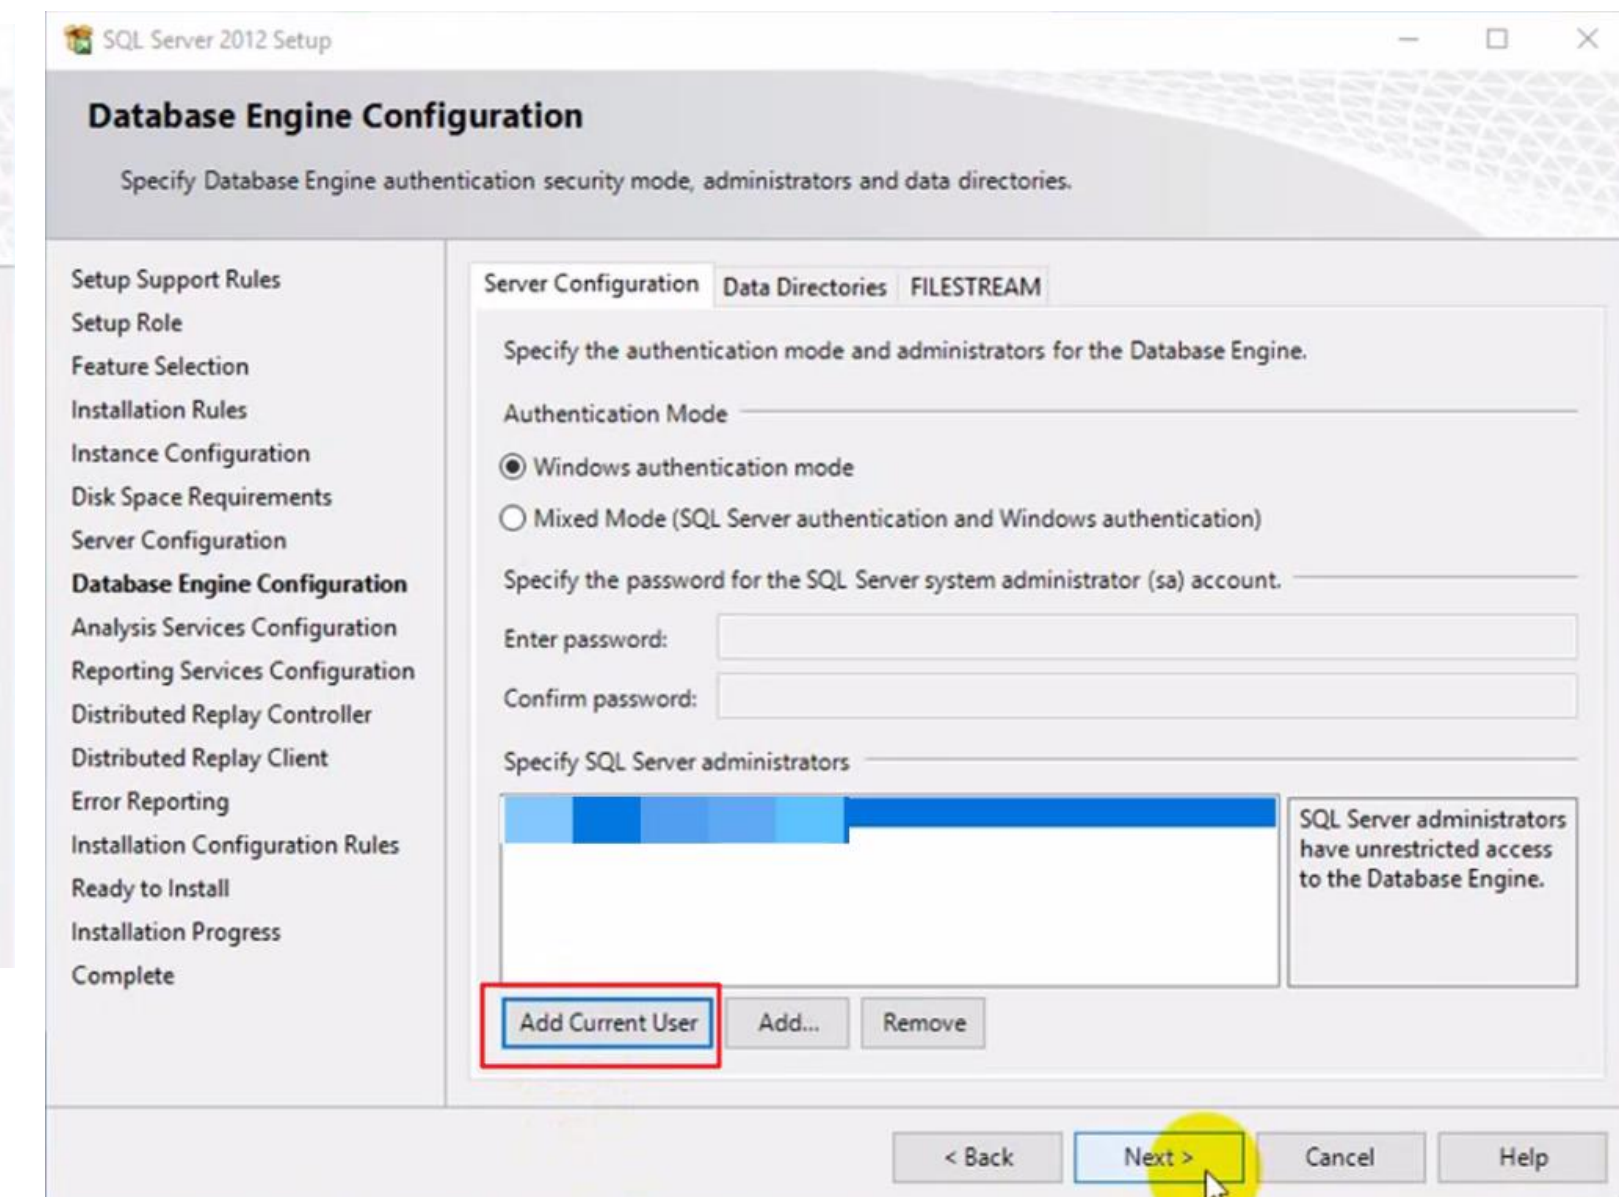 SQL Server 2012 Setup
Database Engine Configuration
Specify Database Engine authentication security mode, administrators and data directories.
Setup Support Rules
Setup Role
Feature Selection
Installation Rules
Instance Configuration
Disk Space Requirements
Server Configuration
Database Engine Configuration
Analysis Services Configuration
Reporting Services Configuration
Distributed Replay Controller
Distributed Replay Client
Error Reporting
Installation Configuration Rules
Ready to Install
Installation Progress
Complete
Server Configuration Data Directories FILESTREAM
Specify the authentication mode and administrators for the Database Engine.
Authentication Mode
Windows authentication mode
Mixed Mode (SQL Server authentication and Windows authentication)
Specify the password for the SQL Server system administrator (sa) account.
Enter password:
Confirm password:
Specify SQL Server administrators
SQL Server administrators
have unrestricted access
to the Database Engine.
Add Current User Add... Remove
< Back Next > Cancel Help